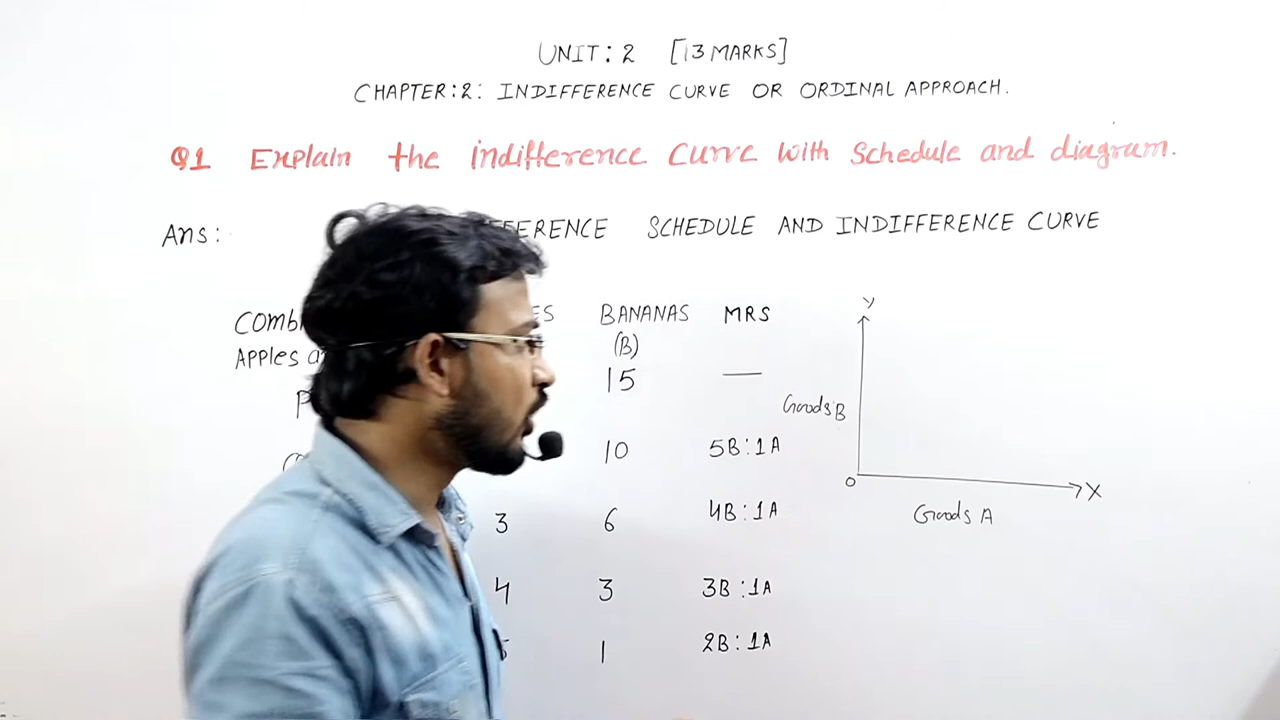 UNIT: 2 [13 MARKS]
CHAPTER:2: INDIFFERENCE CURVE OR ORDINAL APPROACH.
Q1 Explain the indifference Curve with Schedule and diagram.
Ans: SCHEDULE AND INDIFFERENCE CURVE
BANANAS MRS
(B)
Apples
15 —
10 5B:1A
3 6 4B:1A
4 3 3B:1A
1 2B:1A
Y
Goods B
O X
Goods A